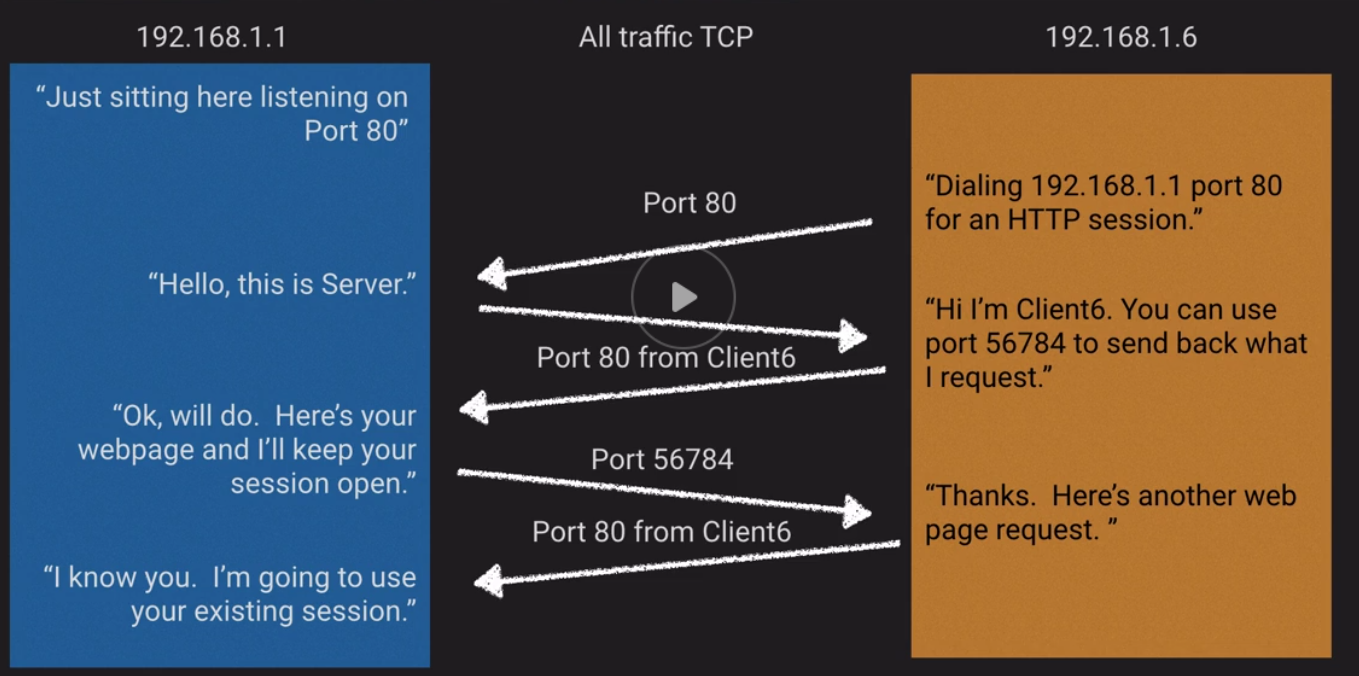 192.168.1.1
All traffic TCP
192.168.1.6
“Just sitting here listening on
Port 80”
“Dialing 192.168.1.1 port 80
for an HTTP session.”
Port 80
“Hello, this is Server.”
“Hi I’m Client6. You can use
port 56784 to send back what
I request.”
Port 80 from Client6
“Ok, will do.  Here’s your
webpage and I’ll keep your
session open.”
Port 56784
“Thanks.  Here’s another web
page request. ”
Port 80 from Client6
“I know you.  I’m going to use
your existing session.”